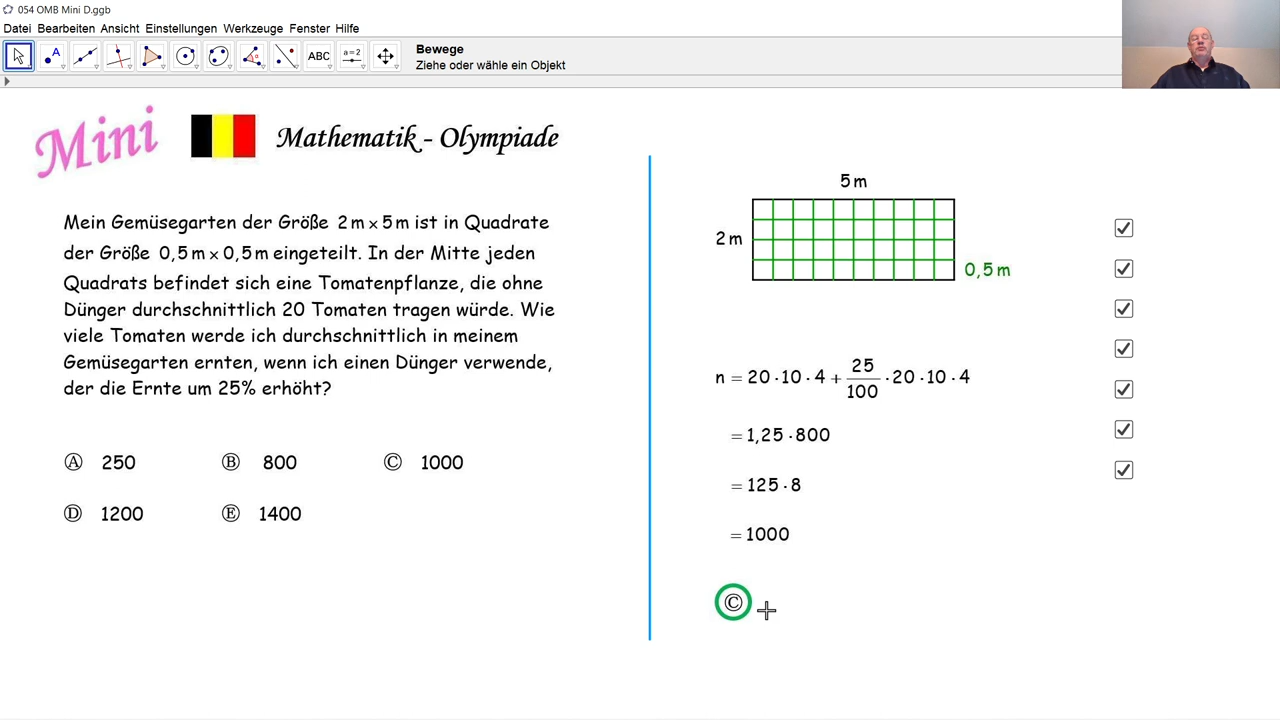 054 OMB Mini D.ggb
Datei Bearbeiten Ansicht Einstellungen Werkzeuge Fenster Hilfe
A ABC a=2
Bewege
Ziehe oder wähle ein Objekt
Mini
Mathematik - Olympiade
Mein Gemüsegarten der Größe 2 m × 5 m ist in Quadrate
der Größe 0,5 m × 0,5 m eingeteilt. In der Mitte jeden
Quadrats befindet sich eine Tomatenpflanze, die ohne
Dünger durchschnittlich 20 Tomaten tragen würde. Wie
viele Tomaten werde ich durchschnittlich in meinem
Gemüsegarten ernten, wenn ich einen Dünger verwende,
der die Ernte um 25% erhöht?
Ⓐ 250 Ⓑ 800 Ⓒ 1000
Ⓓ 1200 Ⓔ 1400
5 m
2 m
0,5 m
n = 20 · 10 · 4 + 25/100 · 20 · 10 · 4
= 1,25 · 800
= 125 · 8
= 1000
Ⓒ